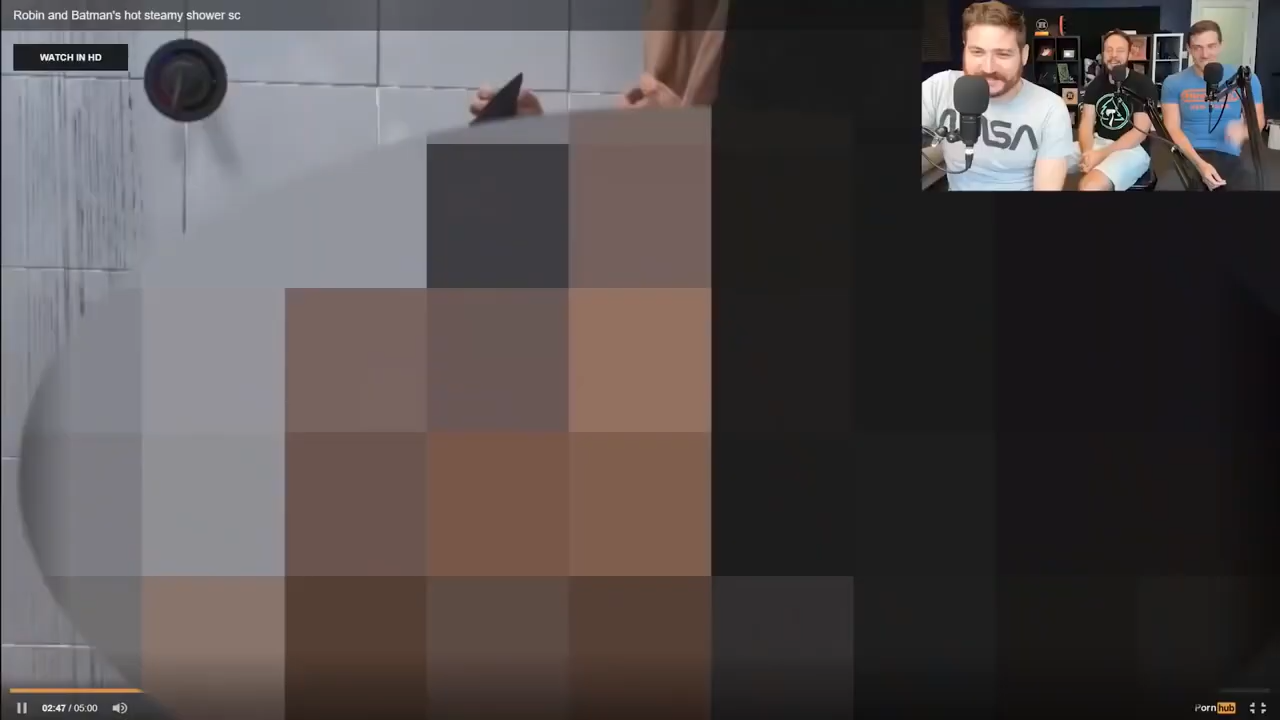 Robin and Batman's hot steamy shower sc
WATCH IN HD
NASA
02:47 / 05:00
Pornhub